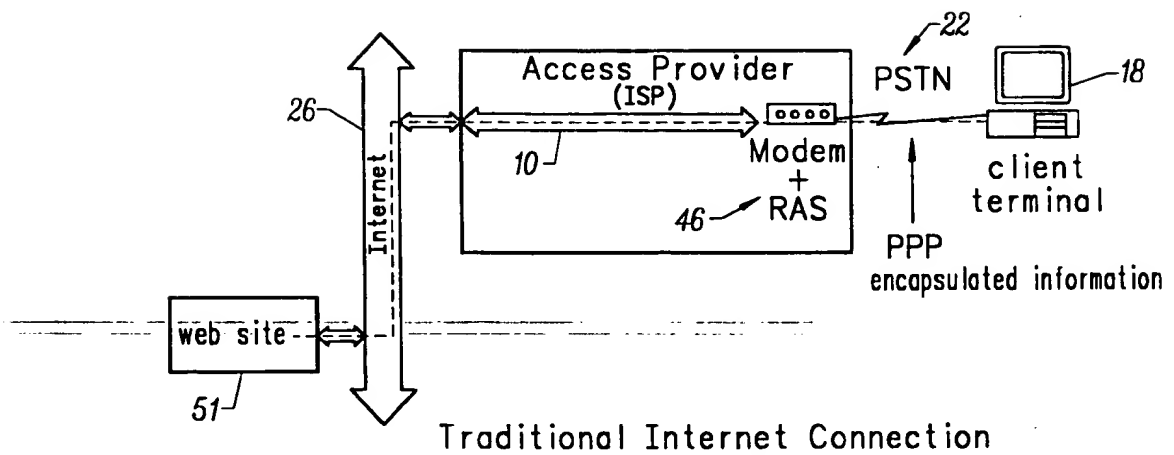 22
Access Provider
(ISP)
PSTN
18
26
Internet
10
Modem
+
RAS
46
client
terminal
PPP
encapsulated information
web site
51
Traditional Internet Connection